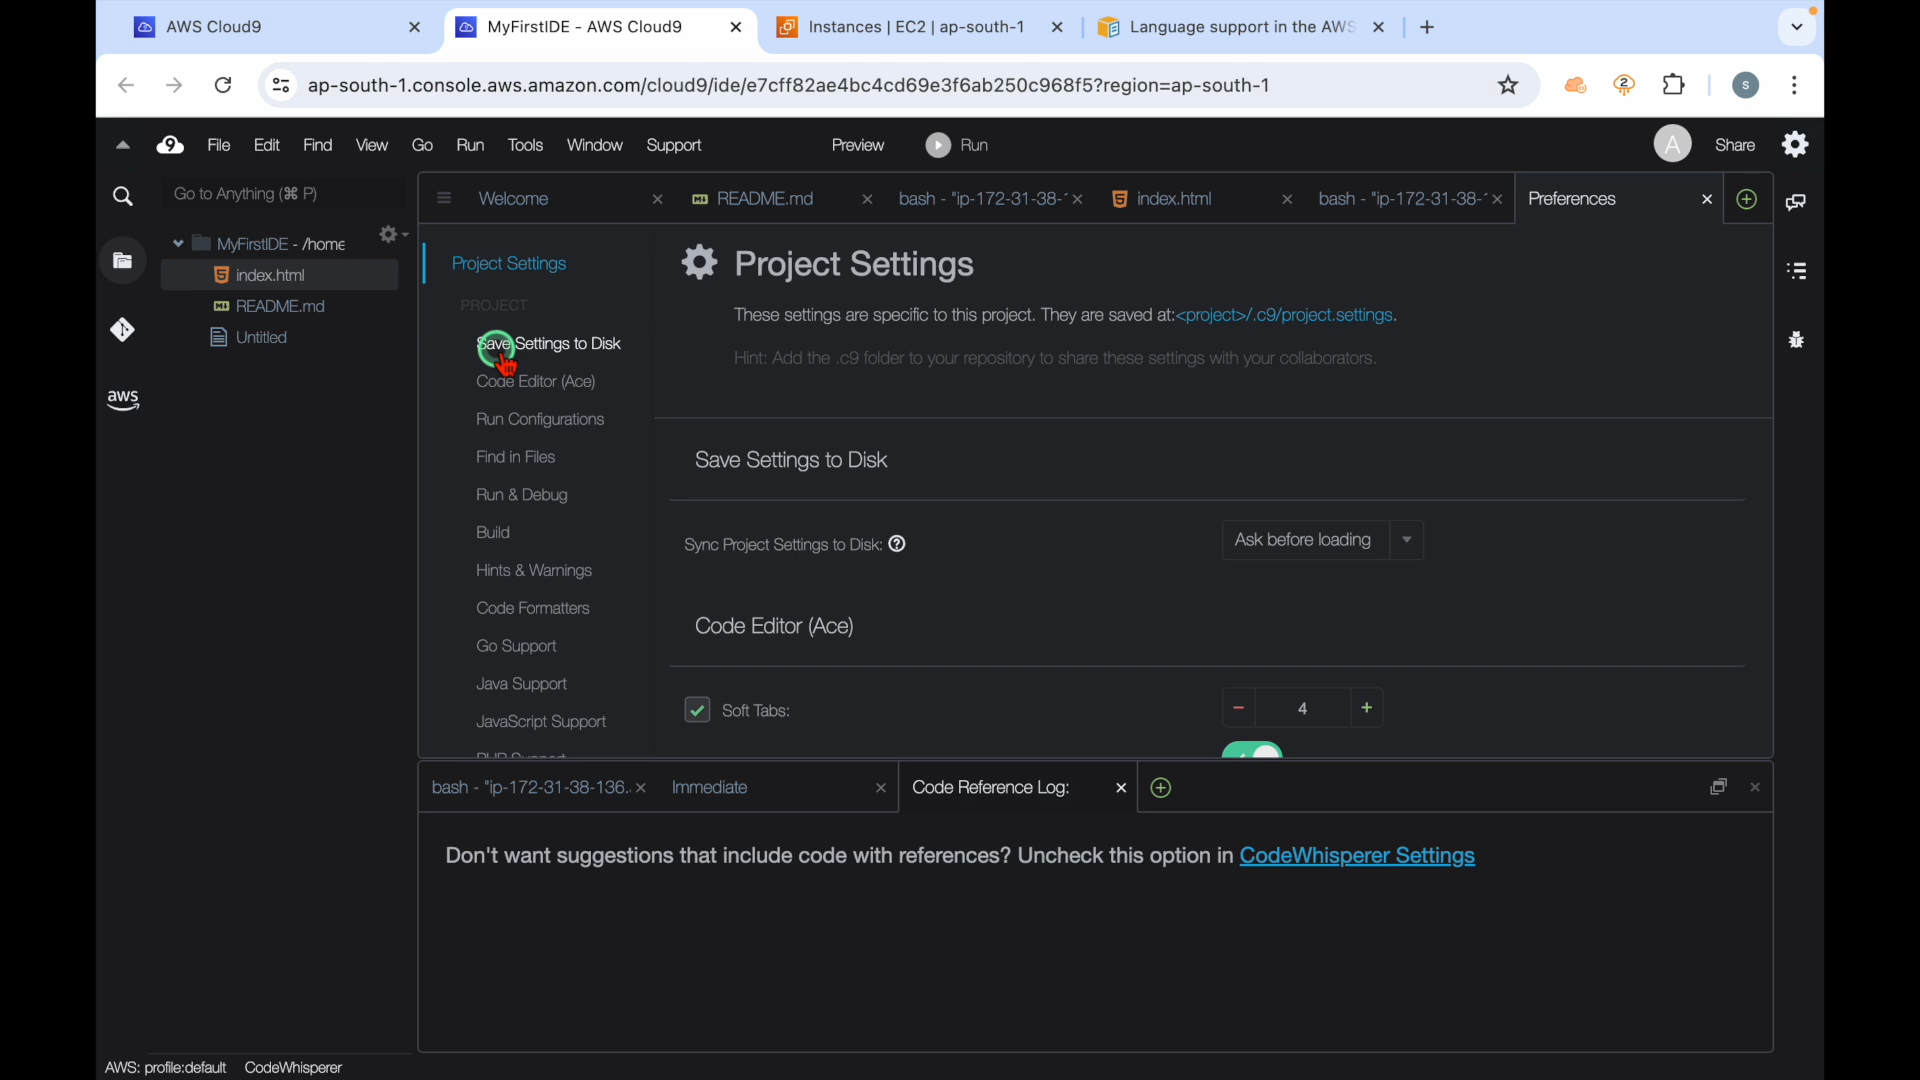 AWS Cloud9
MyFirstIDE - AWS Cloud9
Instances | EC2 | ap-south-1
Language support in the AWS
ap-south-1.console.aws.amazon.com/cloud9/ide/e7cff82ae4bc4cd69e3f6ab250c968f5?region=ap-south-1
2
s
9
File Edit Find View Go Run Tools Window Support
Preview
Run
A
Share
Go to Anything (⌘ P)
Welcome
README.md
bash - "ip-172-31-38-
index.html
bash - "ip-172-31-38-
Preferences
MyFirstIDE - /home
index.html
README.md
Untitled
aws
Project Settings
PROJECT
Save Settings to Disk
Code Editor (Ace)
Run Configurations
Find in Files
Run & Debug
Build
Hints & Warnings
Code Formatters
Go Support
Java Support
JavaScript Support
Project Settings
These settings are specific to this project. They are saved at:<project>/.c9/project.settings.
Hint: Add the .c9 folder to your repository to share these settings with your collaborators.
Save Settings to Disk
Sync Project Settings to Disk:
Ask before loading
Code Editor (Ace)
Soft Tabs:
- 4 +
bash - "ip-172-31-38-136.
Immediate
Code Reference Log:
Don't want suggestions that include code with references? Uncheck this option in CodeWhisperer Settings
AWS: profile:default CodeWhisperer